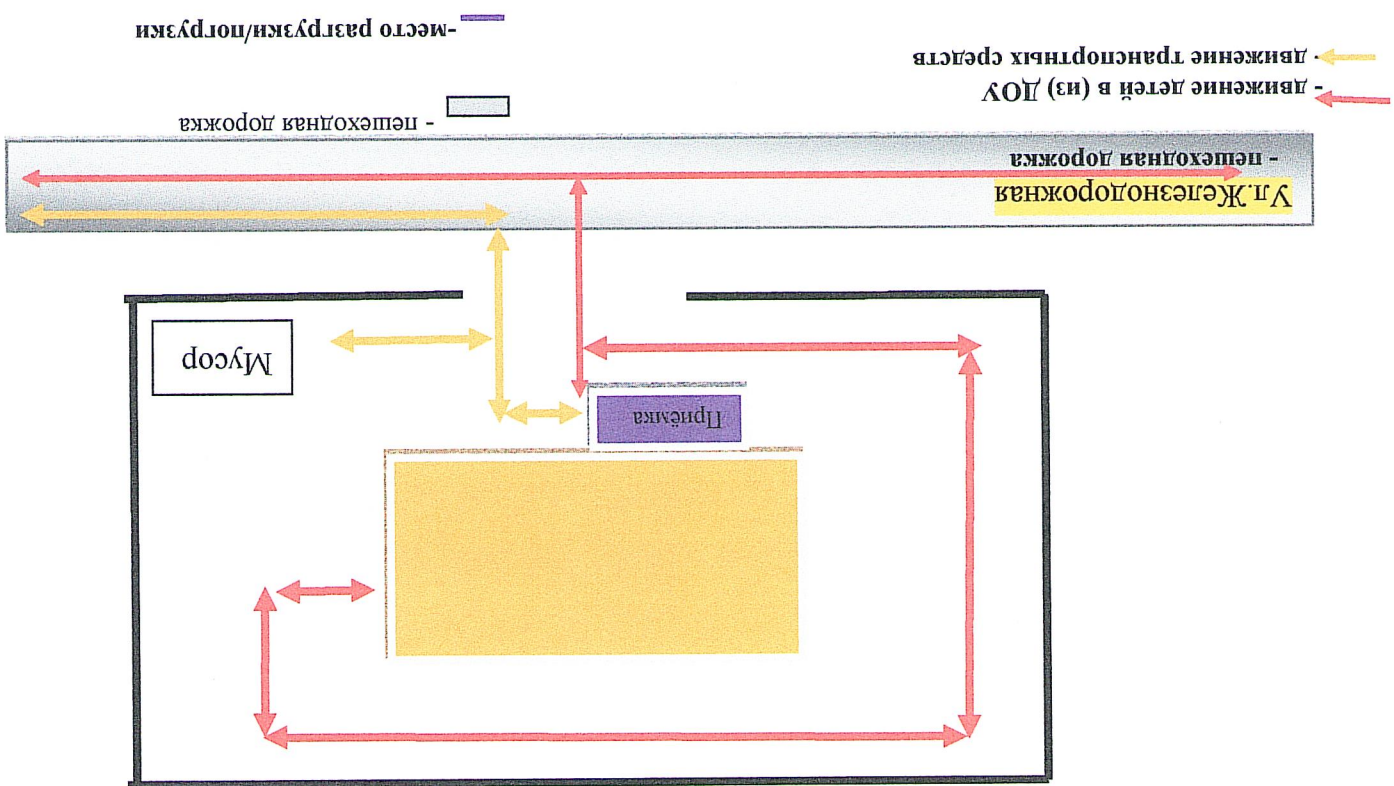 Приёмка
Мусор
Ул.Железнодорожная
- пешеходная дорожка
- пешеходная дорожка
- движение детей в (из) ДОУ
- движение транспортных средств
-место разгрузки/погрузки